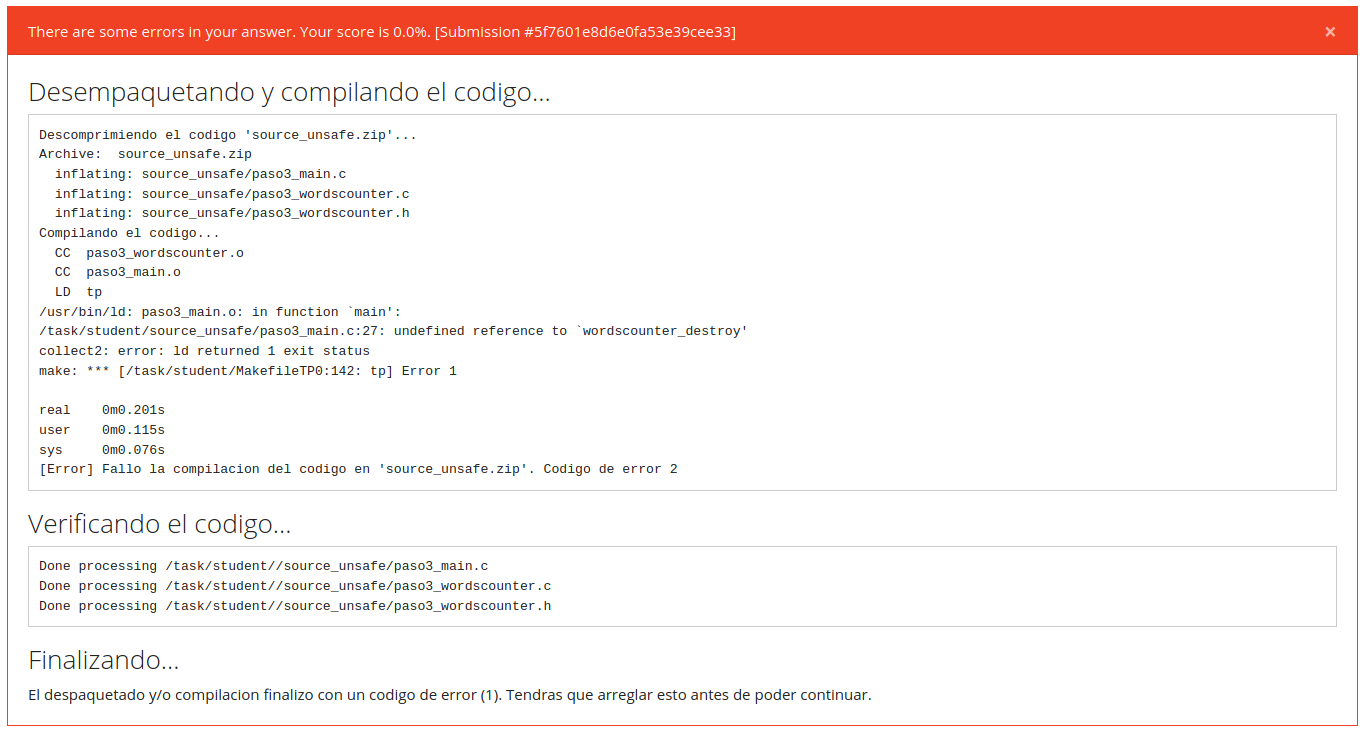 There are some errors in your answer. Your score is 0.0%. [Submission #5f7601e8d6e0fa53e39cee33]
×
Desempaquetando y compilando el codigo...
Descomprimiendo el codigo 'source_unsafe.zip'...
Archive:  source_unsafe.zip
  inflating: source_unsafe/paso3_main.c
  inflating: source_unsafe/paso3_wordscounter.c
  inflating: source_unsafe/paso3_wordscounter.h
Compilando el codigo...
  CC  paso3_wordscounter.o
  CC  paso3_main.o
  LD  tp
/usr/bin/ld: paso3_main.o: in function `main':
/task/student/source_unsafe/paso3_main.c:27: undefined reference to `wordscounter_destroy'
collect2: error: ld returned 1 exit status
make: *** [/task/student/MakefileTP0:142: tp] Error 1
real    0m0.201s
user    0m0.115s
sys     0m0.076s
[Error] Fallo la compilacion del codigo en 'source_unsafe.zip'. Codigo de error 2
Verificando el codigo...
Done processing /task/student//source_unsafe/paso3_main.c
Done processing /task/student//source_unsafe/paso3_wordscounter.c
Done processing /task/student//source_unsafe/paso3_wordscounter.h
Finalizando...
El despaquetado y/o compilacion finalizo con un codigo de error (1). Tendras que arreglar esto antes de poder continuar.